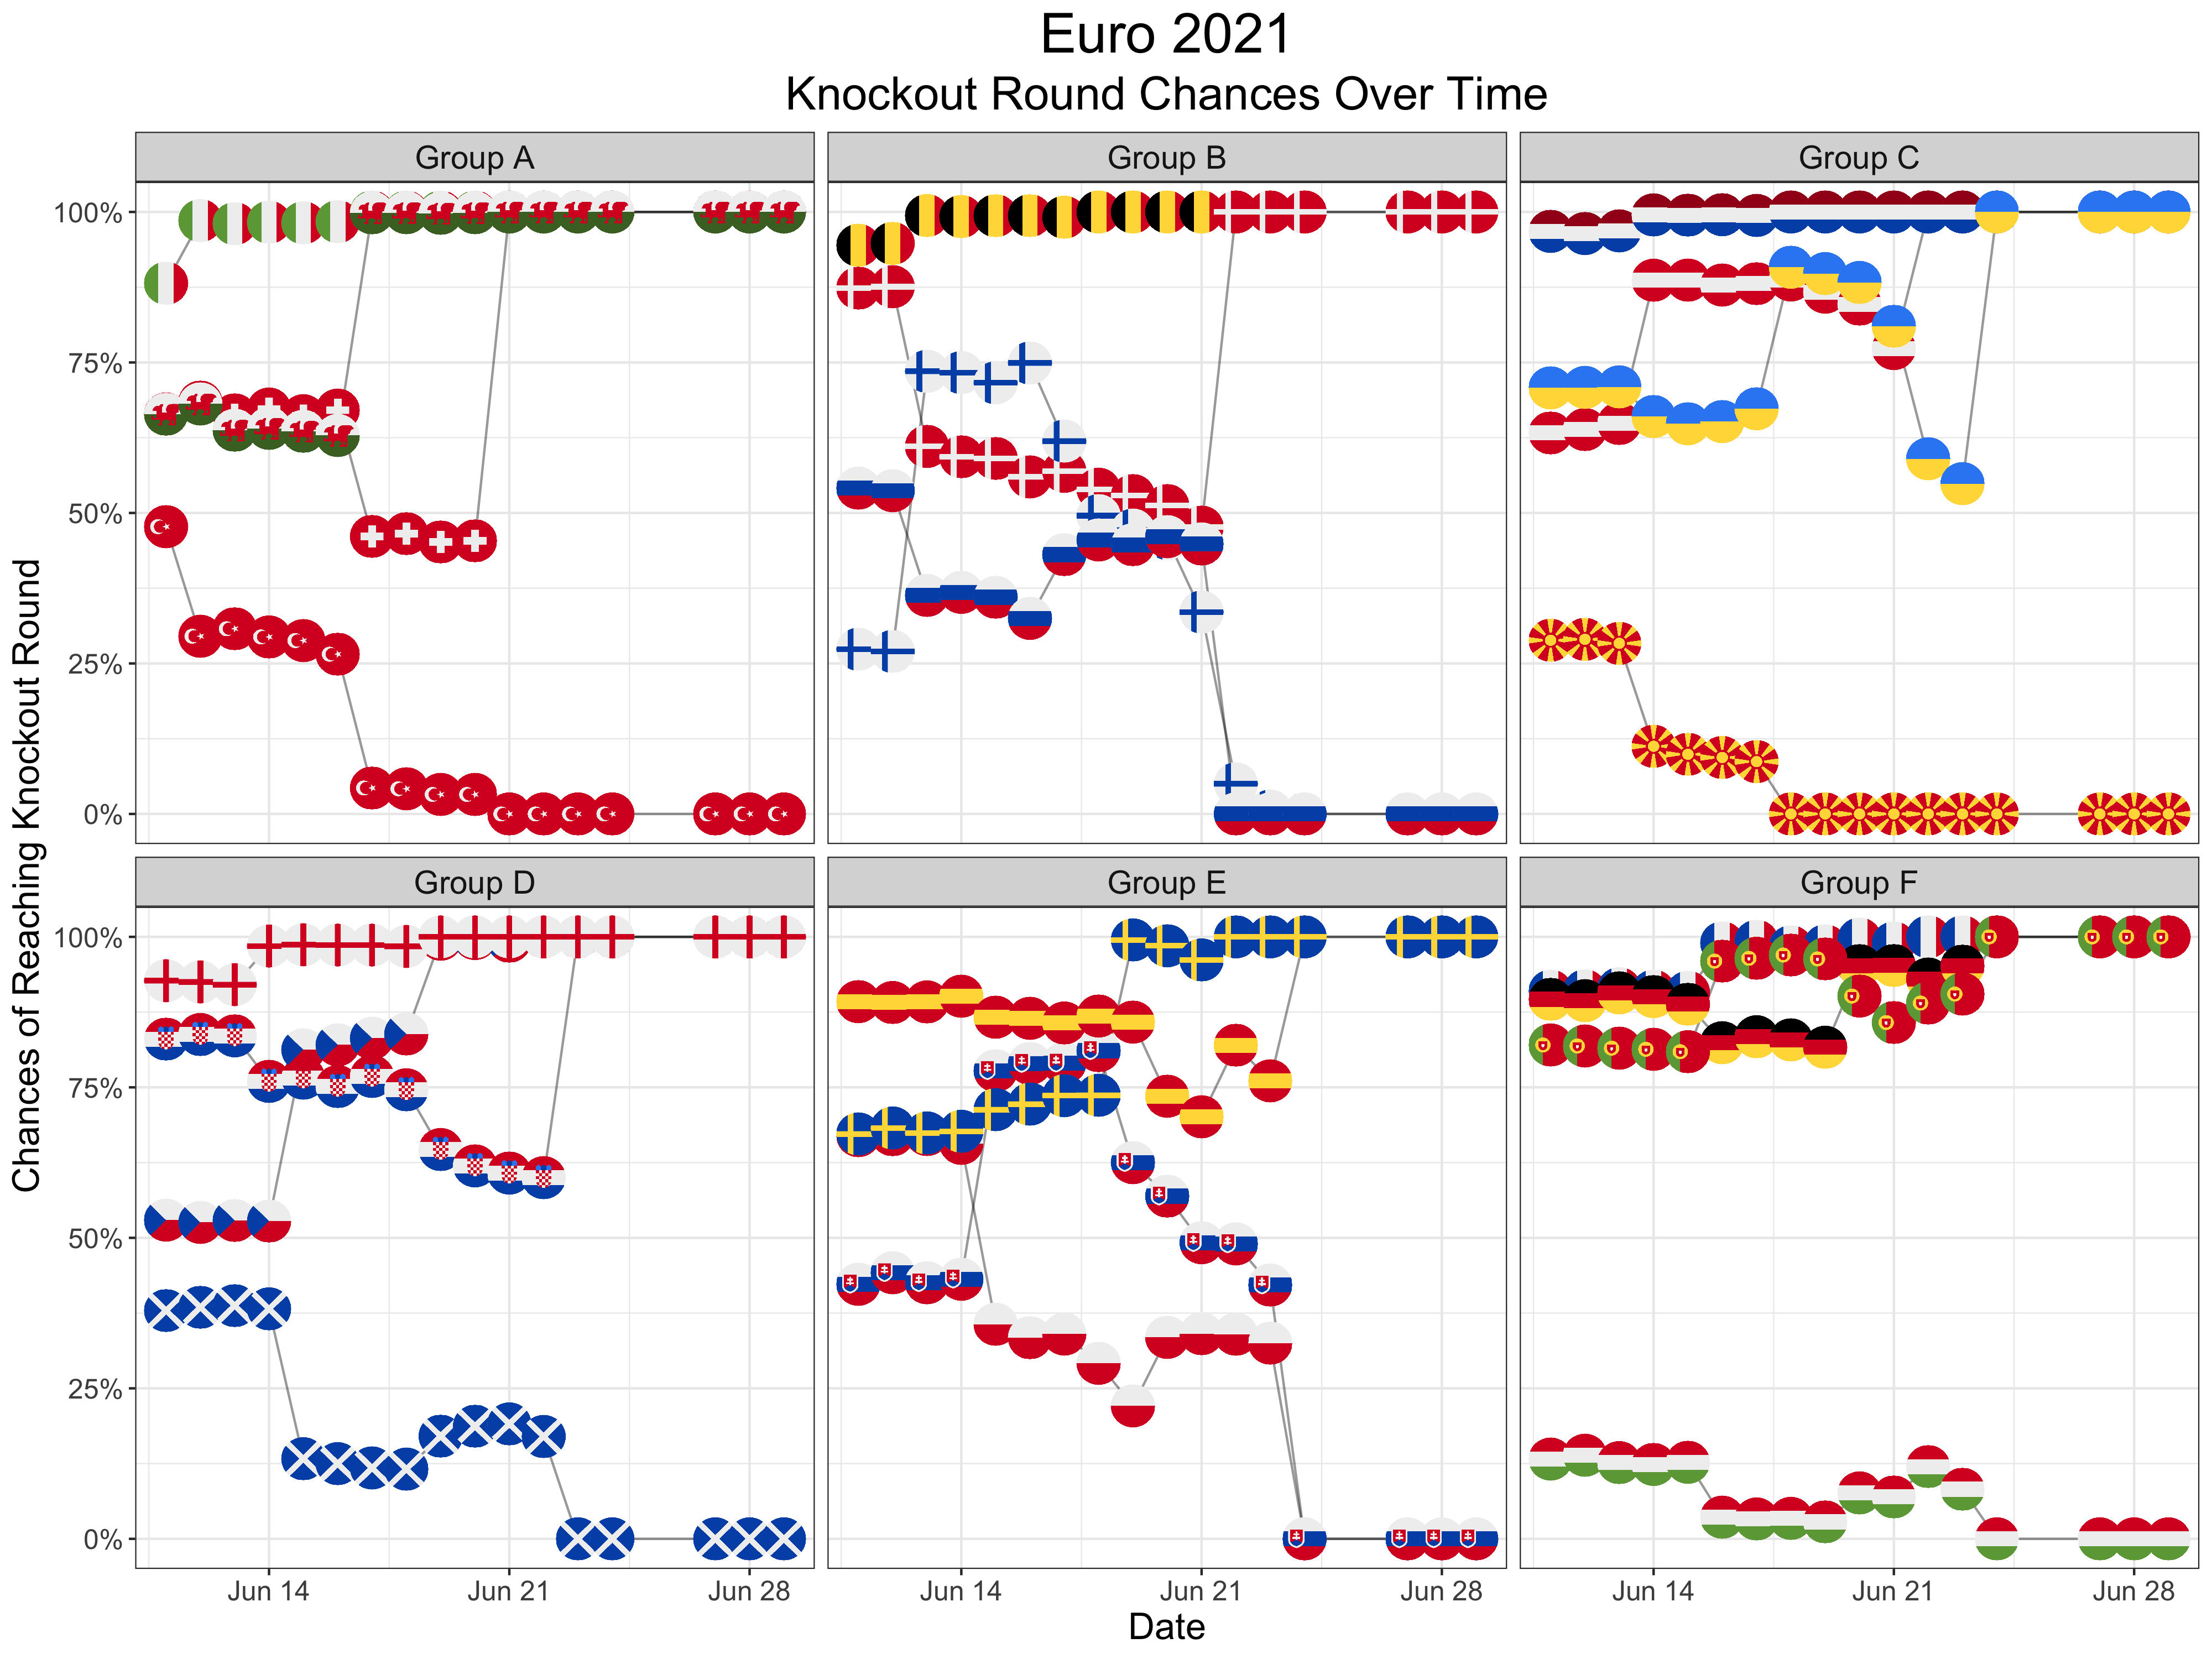 Euro 2021
Knockout Round Chances Over Time
Group A
Group B
Group C
100%
75%
50%
25%
0%
Group D
Group E
Group F
100%
75%
50%
25%
0%
Chances of Reaching Knockout Round
Jun 14
Jun 21
Jun 28
Jun 14
Jun 21
Jun 28
Jun 14
Jun 21
Jun 28
Date